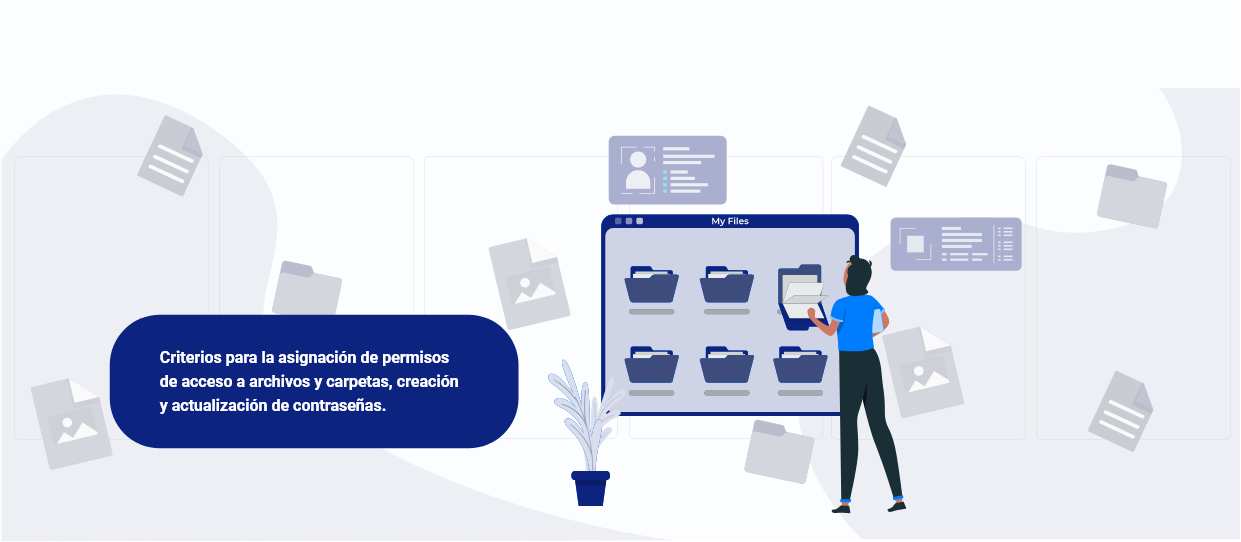 My Files
Criterios para la asignación de permisos
de acceso a archivos y carpetas, creación
y actualización de contraseñas.